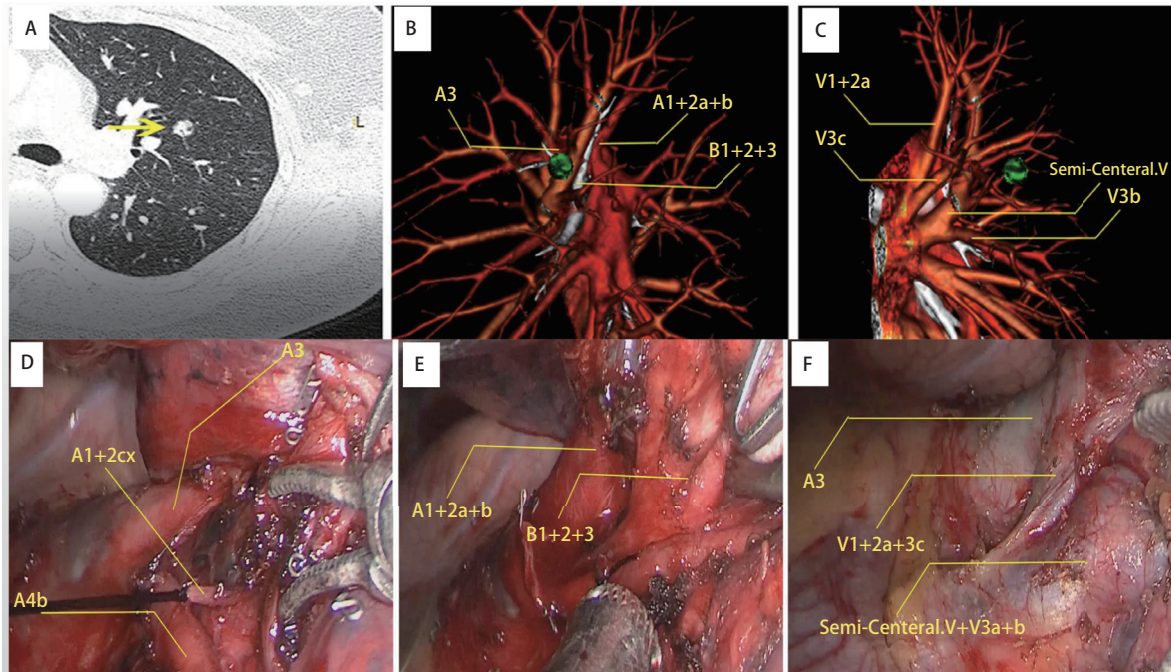 A
L
B
A3
A1+2a+b
B1+2+3
C
V1+2a
V3c
Semi-Centeral.V
V3b
D
A3
A1+2cx
A4b
E
A1+2a+b
B1+2+3
F
A3
V1+2a+3c
Semi-Centeral.V+V3a+b